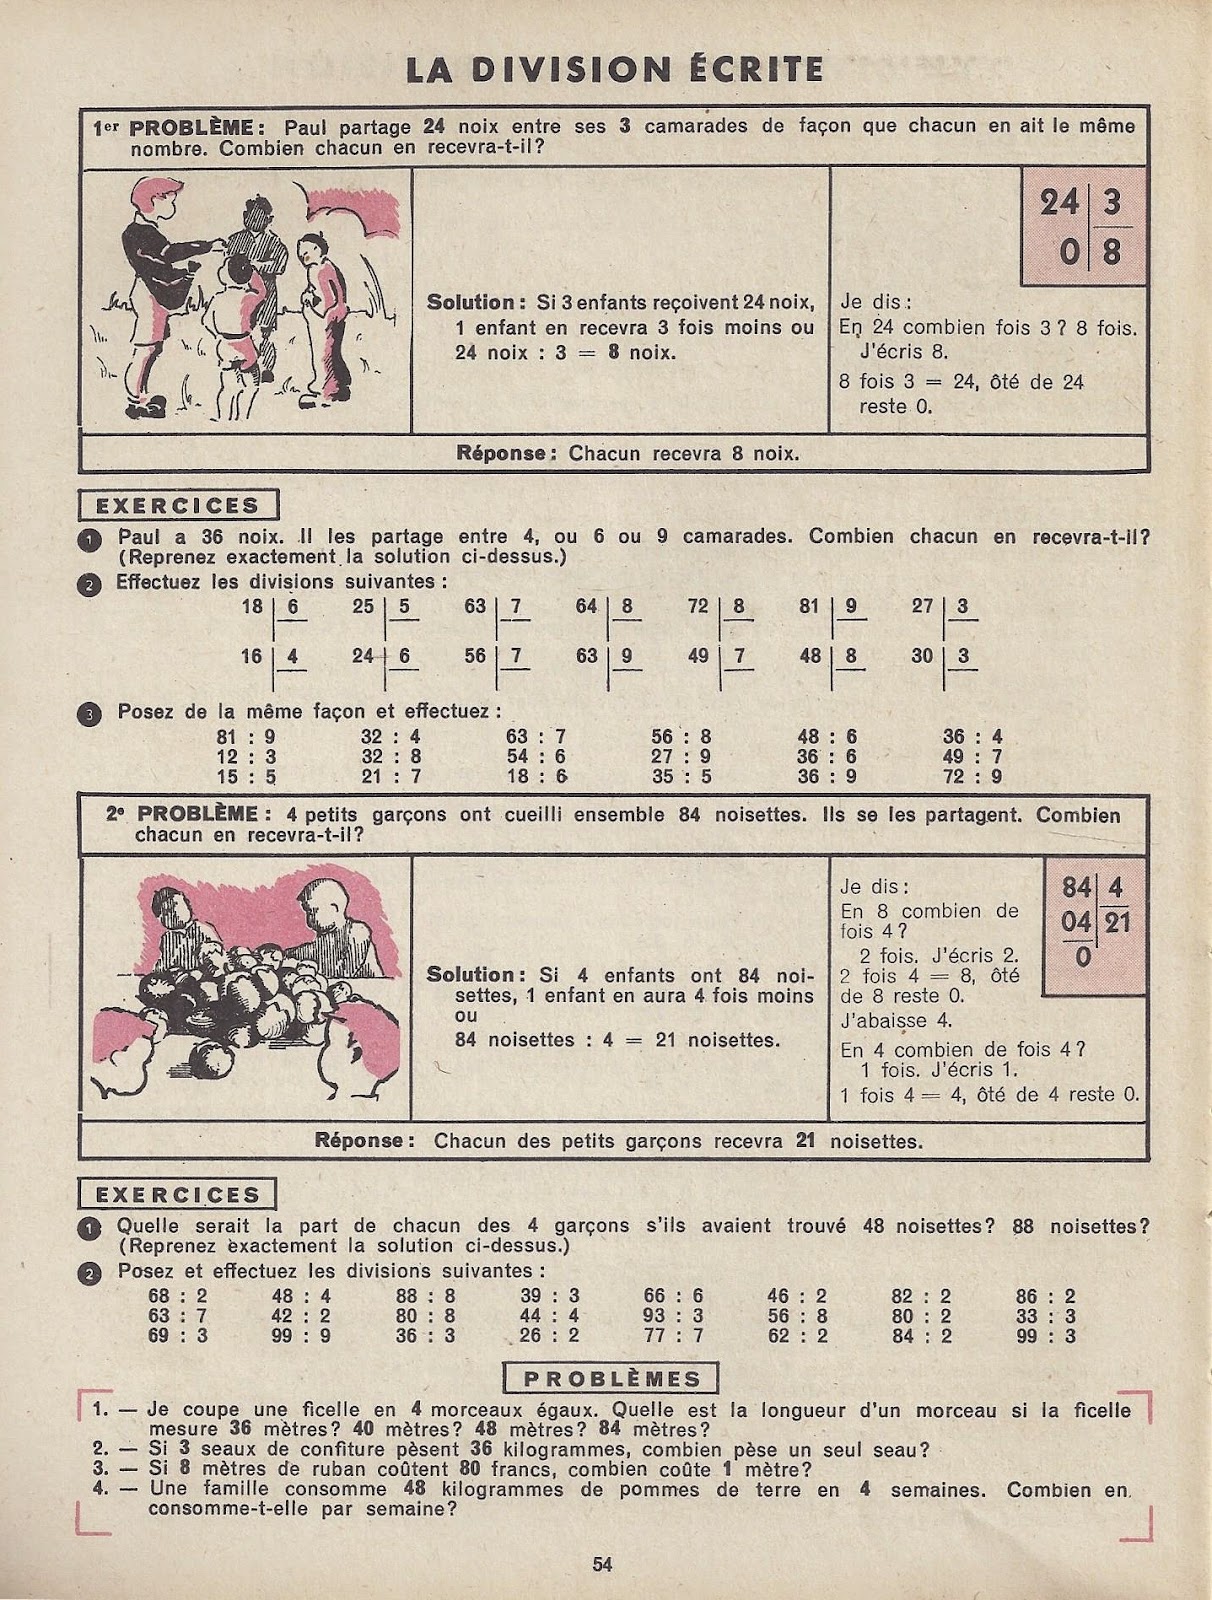 LA DIVISION ÉCRITE
1er PROBLÈME : Paul partage 24 noix entre ses 3 camarades de façon que chacun en ait le même
nombre. Combien chacun en recevra-t-il?
Solution : Si 3 enfants reçoivent 24 noix,
1 enfant en recevra 3 fois moins ou
24 noix : 3 = 8 noix.
24 3
0 8
Je dis :
En 24 combien fois 3? 8 fois.
J'écris 8.
8 fois 3 = 24, ôté de 24
reste 0.
Réponse : Chacun recevra 8 noix.
EXERCICES
1 Paul a 36 noix. Il les partage entre 4, ou 6 ou 9 camarades. Combien chacun en recevra-t-il?
(Reprenez exactement la solution ci-dessus.)
2 Effectuez les divisions suivantes :
18 6 25 5 63 7 64 8 72 8 81 9 27 3
16 4 24 6 56 7 63 9 49 7 48 8 30 3
3 Posez de la même façon et effectuez :
81 : 9 32 : 4 63 : 7 56 : 8 48 : 6 36 : 4
12 : 3 32 : 8 54 : 6 27 : 9 36 : 6 49 : 7
15 : 5 21 : 7 18 : 6 35 : 5 36 : 9 72 : 9
2e PROBLÈME : 4 petits garçons ont cueilli ensemble 84 noisettes. Ils se les partagent. Combien
chacun en recevra-t-il?
Solution : Si 4 enfants ont 84 noi-
settes, 1 enfant en aura 4 fois moins
ou
84 noisettes : 4 = 21 noisettes.
Je dis :
En 8 combien de
fois 4?
2 fois. J'écris 2.
2 fois 4 = 8, ôté
de 8 reste 0.
J'abaisse 4.
En 4 combien de fois 4?
1 fois. J'écris 1.
1 fois 4 = 4, ôté de 4 reste 0.
84 4
04 21
0
Réponse : Chacun des petits garçons recevra 21 noisettes.
EXERCICES
1 Quelle serait la part de chacun des 4 garçons s'ils avaient trouvé 48 noisettes? 88 noisettes?
(Reprenez exactement la solution ci-dessus.)
2 Posez et effectuez les divisions suivantes :
68 : 2 48 : 4 88 : 8 39 : 3 66 : 6 46 : 2 82 : 2 86 : 2
63 : 7 42 : 2 80 : 8 44 : 4 93 : 3 56 : 8 80 : 2 33 : 3
69 : 3 99 : 9 36 : 3 26 : 2 77 : 7 62 : 2 84 : 2 99 : 3
PROBLÈMES
1. — Je coupe une ficelle en 4 morceaux égaux. Quelle est la longueur d'un morceau si la ficelle
mesure 36 mètres? 40 mètres? 48 mètres? 84 mètres?
2. — Si 3 seaux de confiture pèsent 36 kilogrammes, combien pèse un seul seau?
3. — Si 8 mètres de ruban coûtent 80 francs, combien coûte 1 mètre?
4. — Une famille consomme 48 kilogrammes de pommes de terre en 4 semaines. Combien en
consomme-t-elle par semaine?
54